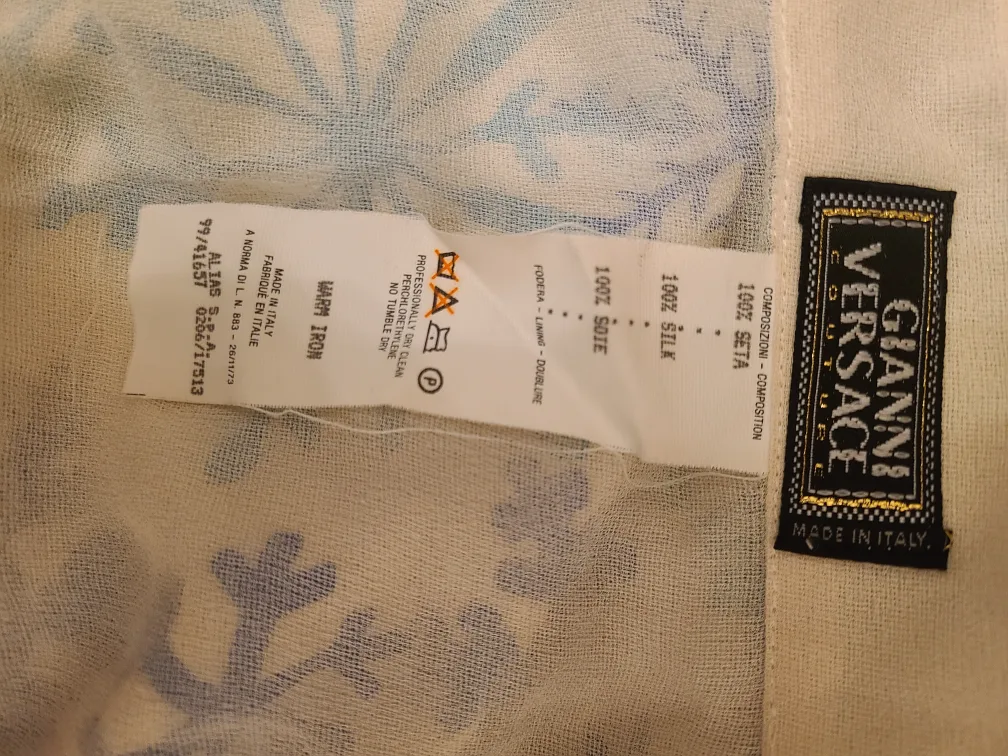 GIANNI
VERSACE
COUTURE
MADE IN ITALY
COMPOSIZIONI - COMPOSITION
100% SETA
100% SILK
100% SOIE
FODERA - LINING - DOUBLURE
P
PROFESSIONALLY DRY CLEAN
PERCHLORETHYLENE
NO TUMBLE DRY
WARM IRON
MADE IN ITALY
FABRIQUÉ EN ITALIE
A NORMA DI L. N. 883 - 26/11/73
ALIAS S.P.A.
99/41657 0206/17513